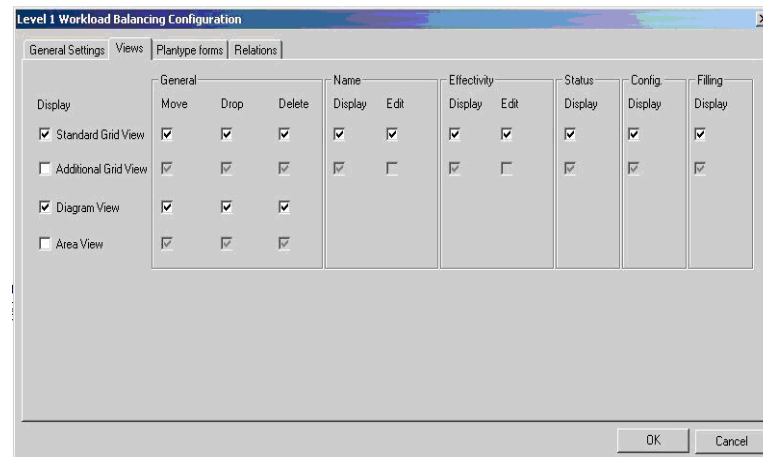 Level 1 Workload Balancing Configuration
General Settings Views Plantype forms Relations
General Name Effectivity Status Config. Filling
Display Move Drop Delete Display Edit Display Edit Display Display Display
Standard Grid View
Additional Grid View
Diagram View
Area View
OK Cancel